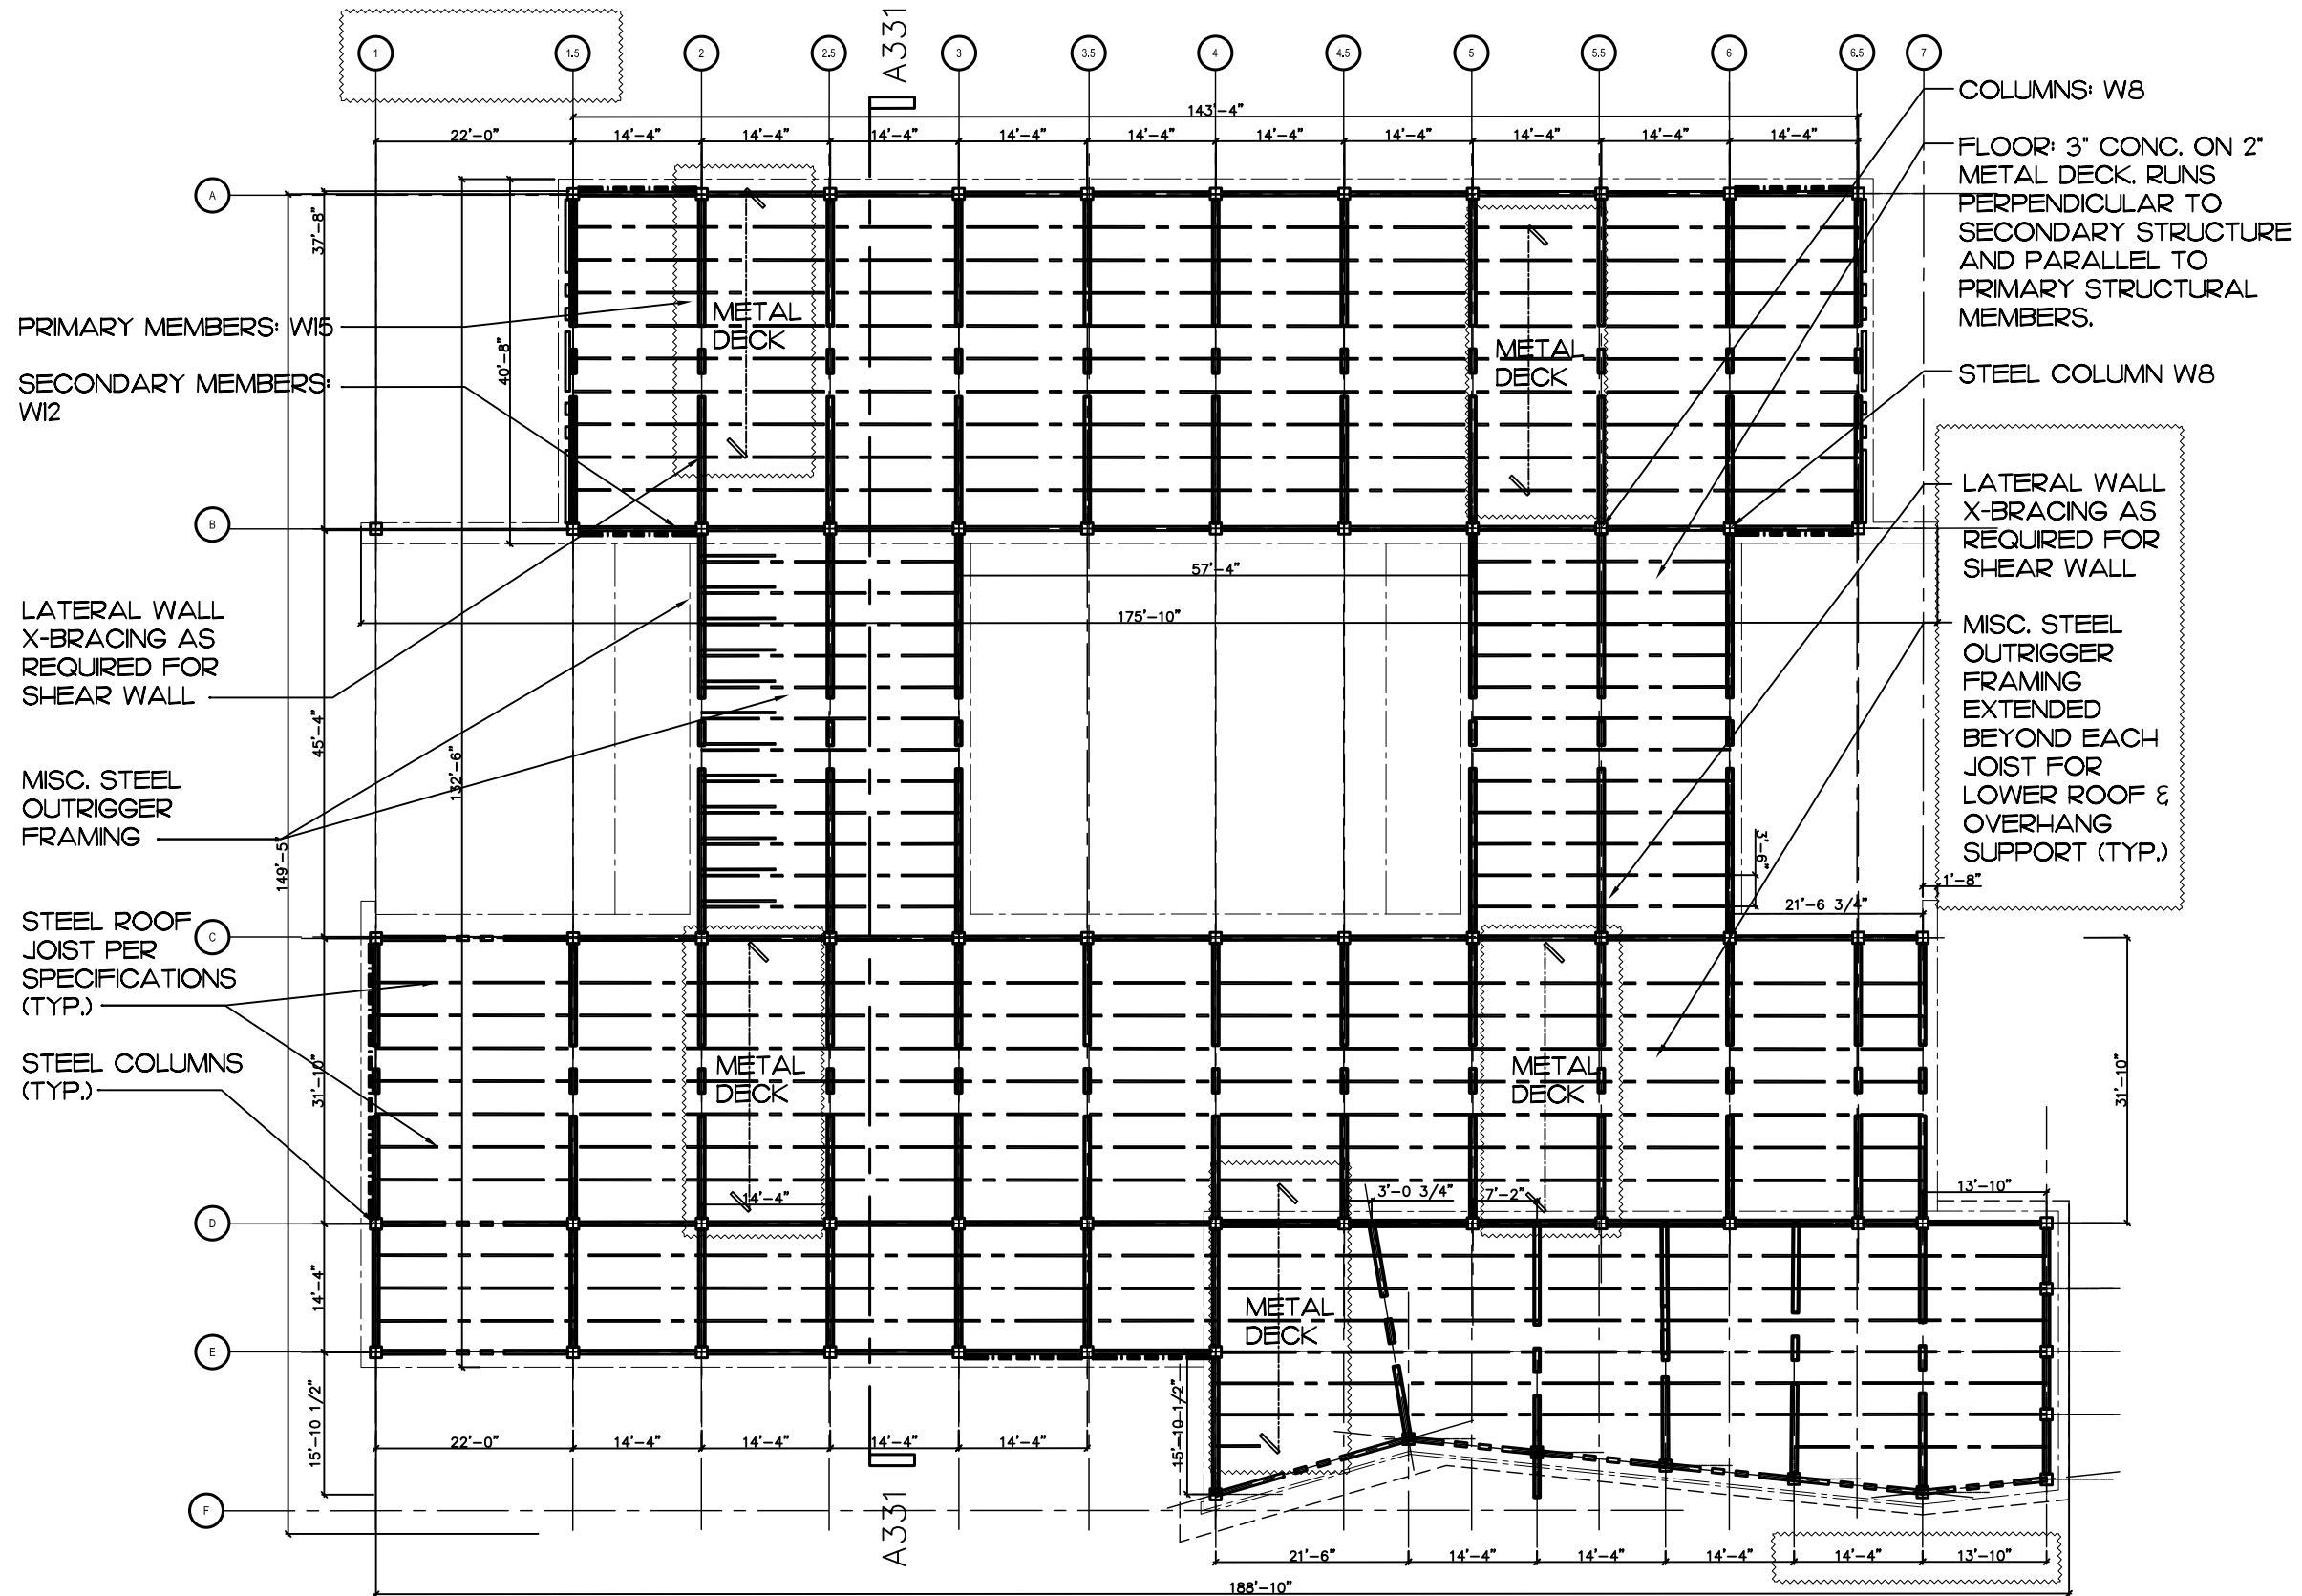 A331
1
1.5
2
2.5
3
3.5
4
4.5
5
5.5
6
6.5
7
COLUMNS: W8
143'-4"
22'-0"
14'-4"
14'-4"
14'-4"
14'-4"
14'-4"
14'-4"
14'-4"
14'-4"
14'-4"
14'-4"
FLOOR: 3" CONC. ON 2"
METAL DECK. RUNS
PERPENDICULAR TO
SECONDARY STRUCTURE
AND PARALLEL TO
PRIMARY STRUCTURAL
MEMBERS.
A
37'-8"
40'-8"
PRIMARY MEMBERS: W15
METAL
DECK
METAL
DECK
SECONDARY MEMBERS:
W12
STEEL COLUMN W8
B
LATERAL WALL
X-BRACING AS
REQUIRED FOR
SHEAR WALL
57'-4"
175'-10"
LATERAL WALL
X-BRACING AS
REQUIRED FOR
SHEAR WALL
MISC. STEEL
OUTRIGGER
FRAMING
EXTENDED
BEYOND EACH
JOIST FOR
LOWER ROOF &
OVERHANG
SUPPORT (TYP.)
45'-4"
132'-6"
149'-5"
MISC. STEEL
OUTRIGGER
FRAMING
3'-6"
1'-8"
21'-6 3/4"
STEEL ROOF
JOIST PER
SPECIFICATIONS
(TYP.)
C
STEEL COLUMNS
(TYP.)
31'-10"
METAL
DECK
METAL
DECK
31'-10"
14'-4"
3'-0 3/4"
7'-2"
13'-10"
D
14'-4"
METAL
DECK
E
15'-10 1/2"
15'-10 1/2"
22'-0"
14'-4"
14'-4"
14'-4"
14'-4"
F
A331
21'-6"
14'-4"
14'-4"
14'-4"
14'-4"
13'-10"
188'-10"